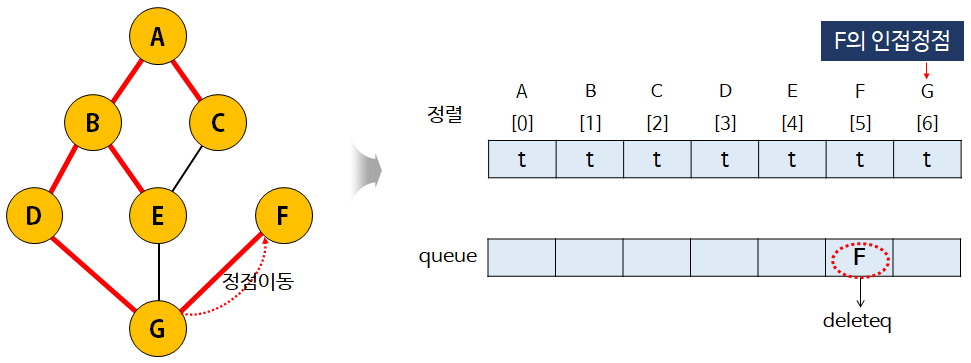 A
B
C
D
E
F
정점이동
G
F의 인접정점
A B C D E F G
정렬 [0] [1] [2] [3] [4] [5] [6]
t t t t t t t
queue F
deleteq